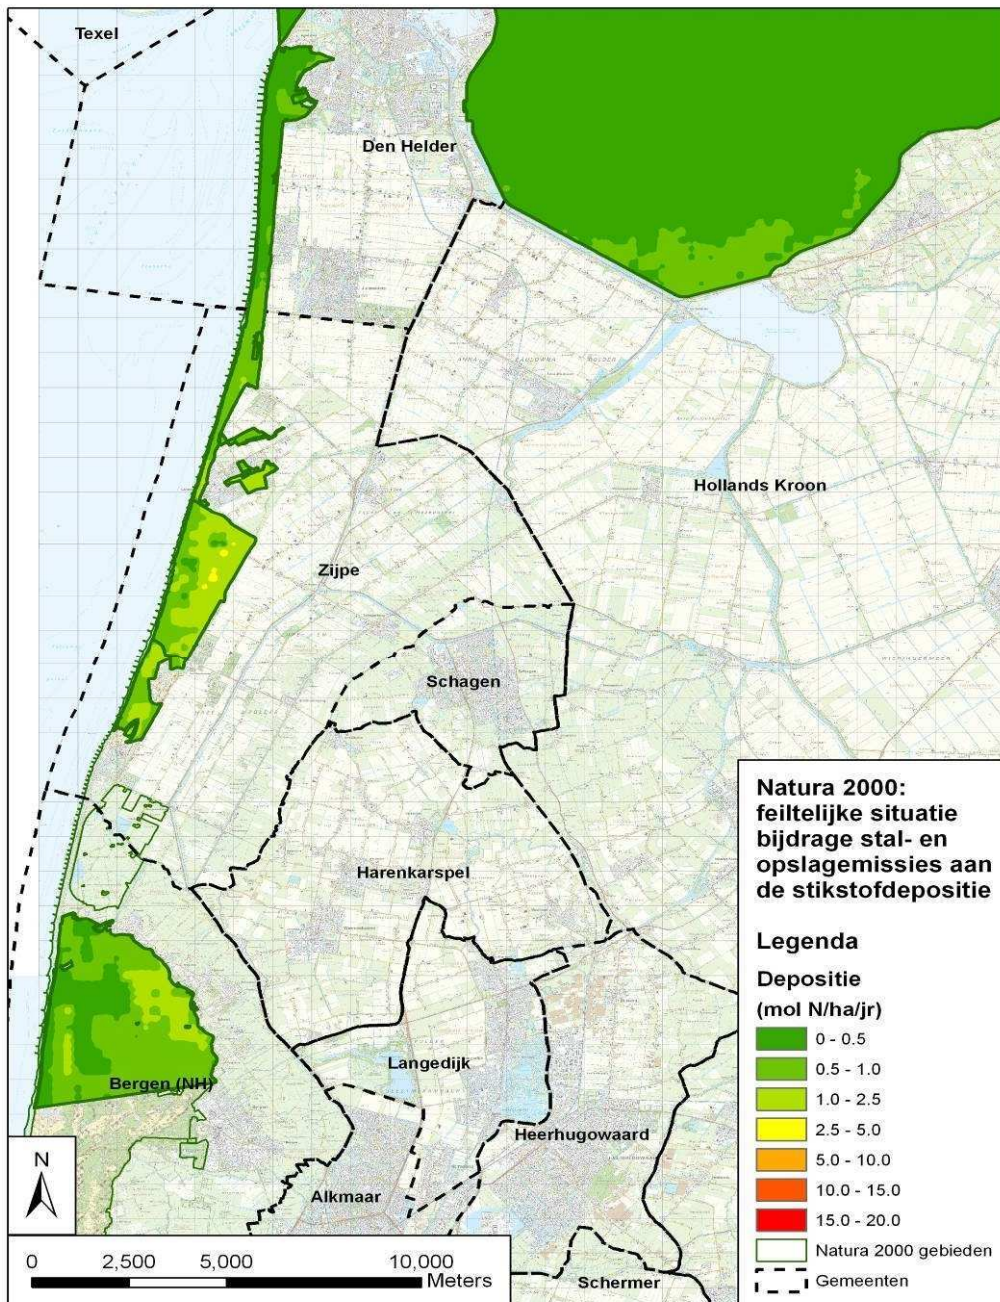 Texel
Den Helder
Hollands Kroon
Zijpe
Schagen
Harenkarspel
Langedijk
Bergen (NH)
Heerhugowaard
Alkmaar
Schermer
Natura 2000:
feiltelijke situatie
bijdrage stal- en
opslagemissies aan
de stikstofdepositie
Legenda
Depositie
(mol N/ha/jr)
0 - 0.5
0.5 - 1.0
1.0 - 2.5
2.5 - 5.0
5.0 - 10.0
10.0 - 15.0
15.0 - 20.0
Natura 2000 gebieden
Gemeenten
N
0 2,500 5,000 10,000
Meters